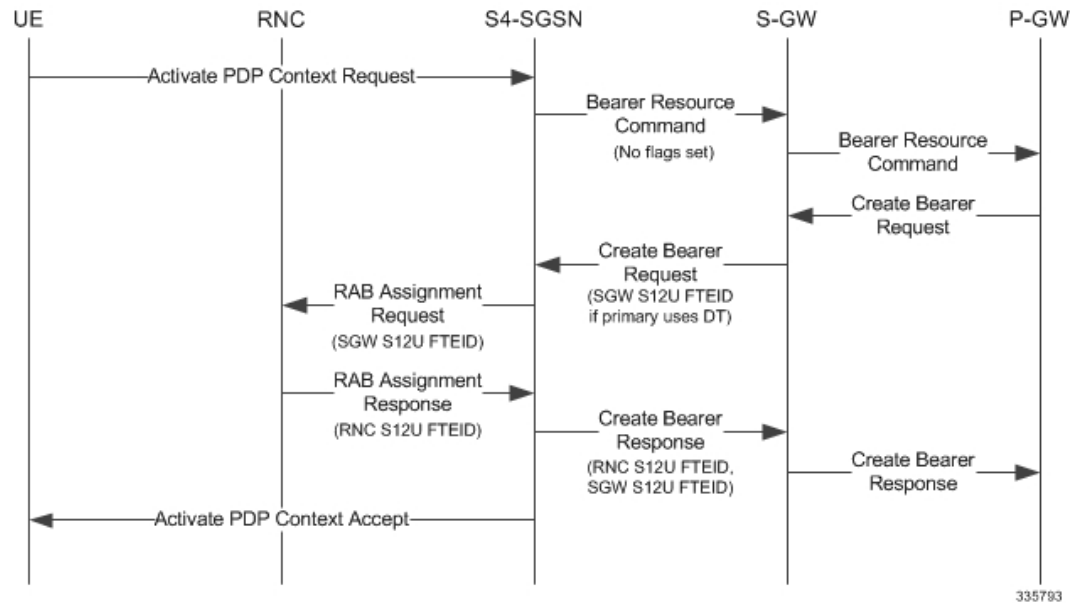 UE
RNC
S4-SGSN
S-GW
P-GW
Activate PDP Context Request
Bearer Resource
Command
(No flags set)
Bearer Resource
Command
Create Bearer
Request
Create Bearer
Request
(SGW S12U FTEID
if primary uses DT)
RAB Assignment
Request
(SGW S12U FTEID)
RAB Assignment
Response
(RNC S12U FTEID)
Create Bearer
Response
(RNC S12U FTEID,
SGW S12U FTEID)
Create Bearer
Response
Activate PDP Context Accept
335793